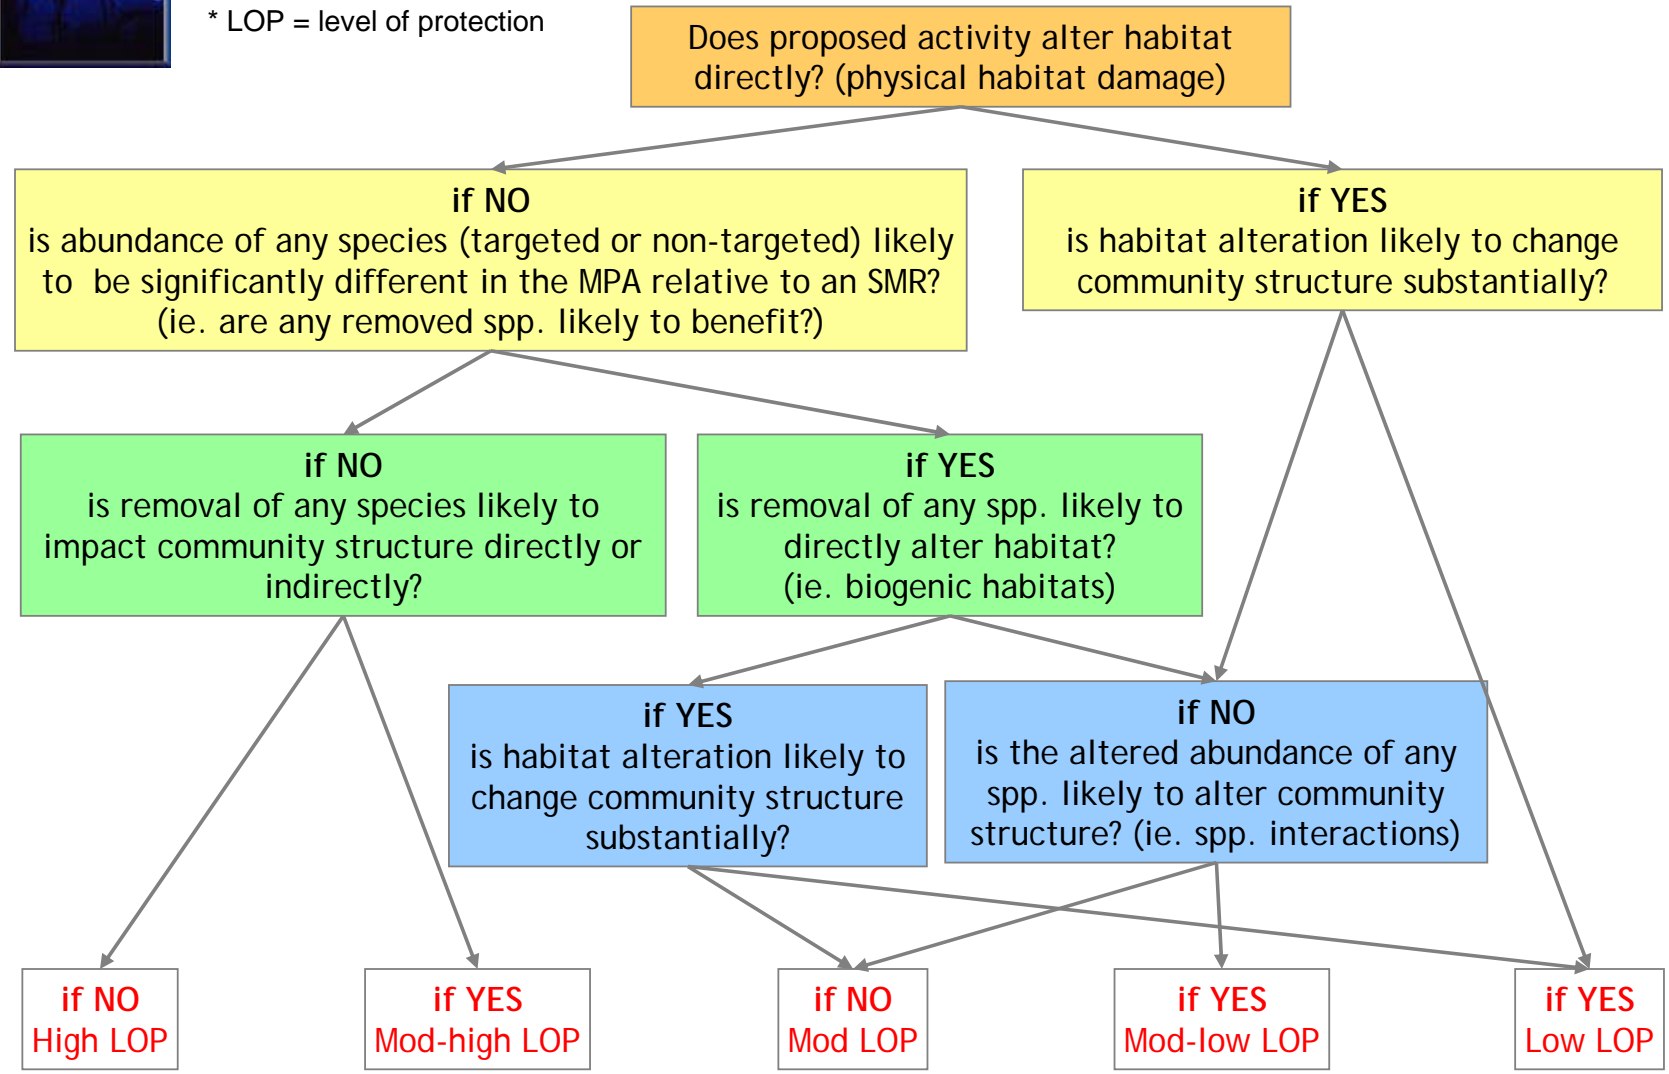 * LOP = level of protection
Does proposed activity alter habitat
directly? (physical habitat damage)
if NO
is abundance of any species (targeted or non-targeted) likely
to be significantly different in the MPA relative to an SMR?
(ie. are any removed spp. likely to benefit?)
if YES
is habitat alteration likely to change
community structure substantially?
if NO
is removal of any species likely to
impact community structure directly or
indirectly?
if YES
is removal of any spp. likely to
directly alter habitat?
(ie. biogenic habitats)
if YES
is habitat alteration likely to
change community structure
substantially?
if NO
is the altered abundance of any
spp. likely to alter community
structure? (ie. spp. interactions)
if NO
High LOP
if YES
Mod-high LOP
if NO
Mod LOP
if YES
Mod-low LOP
if YES
Low LOP